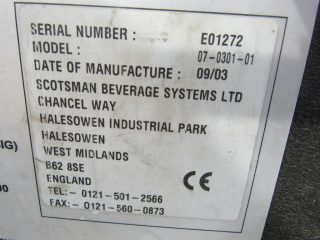 SERIAL NUMBER : E01272
MODEL : 07-0301-01
DATE OF MANUFACTURE : 09/03
SCOTSMAN BEVERAGE SYSTEMS LTD
CHANCEL WAY
HALESOWEN INDUSTRIAL PARK
HALESOWEN
WEST MIDLANDS
B62 8SE
ENGLAND
TEL:- 0121-501-2566
FAX:- 0121-560-0873
CE